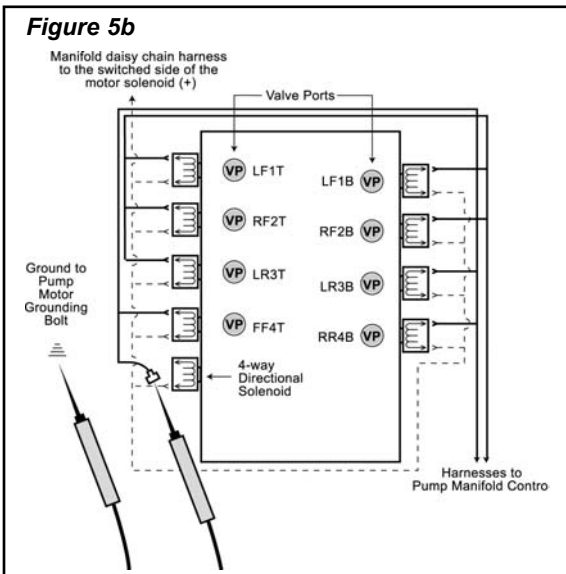 Figure 5b
Manifold daisy chain harness
to the switched side of the
motor solenoid (+)
Valve Ports
VP LF1T
LF1B VP
VP RF2T
RF2B VP
VP LR3T
LR3B VP
VP FF4T
RR4B VP
Ground to
Pump
Motor
Grounding
Bolt
4-way
Directional
Solenoid
Harnesses to
Pump Manifold Contro